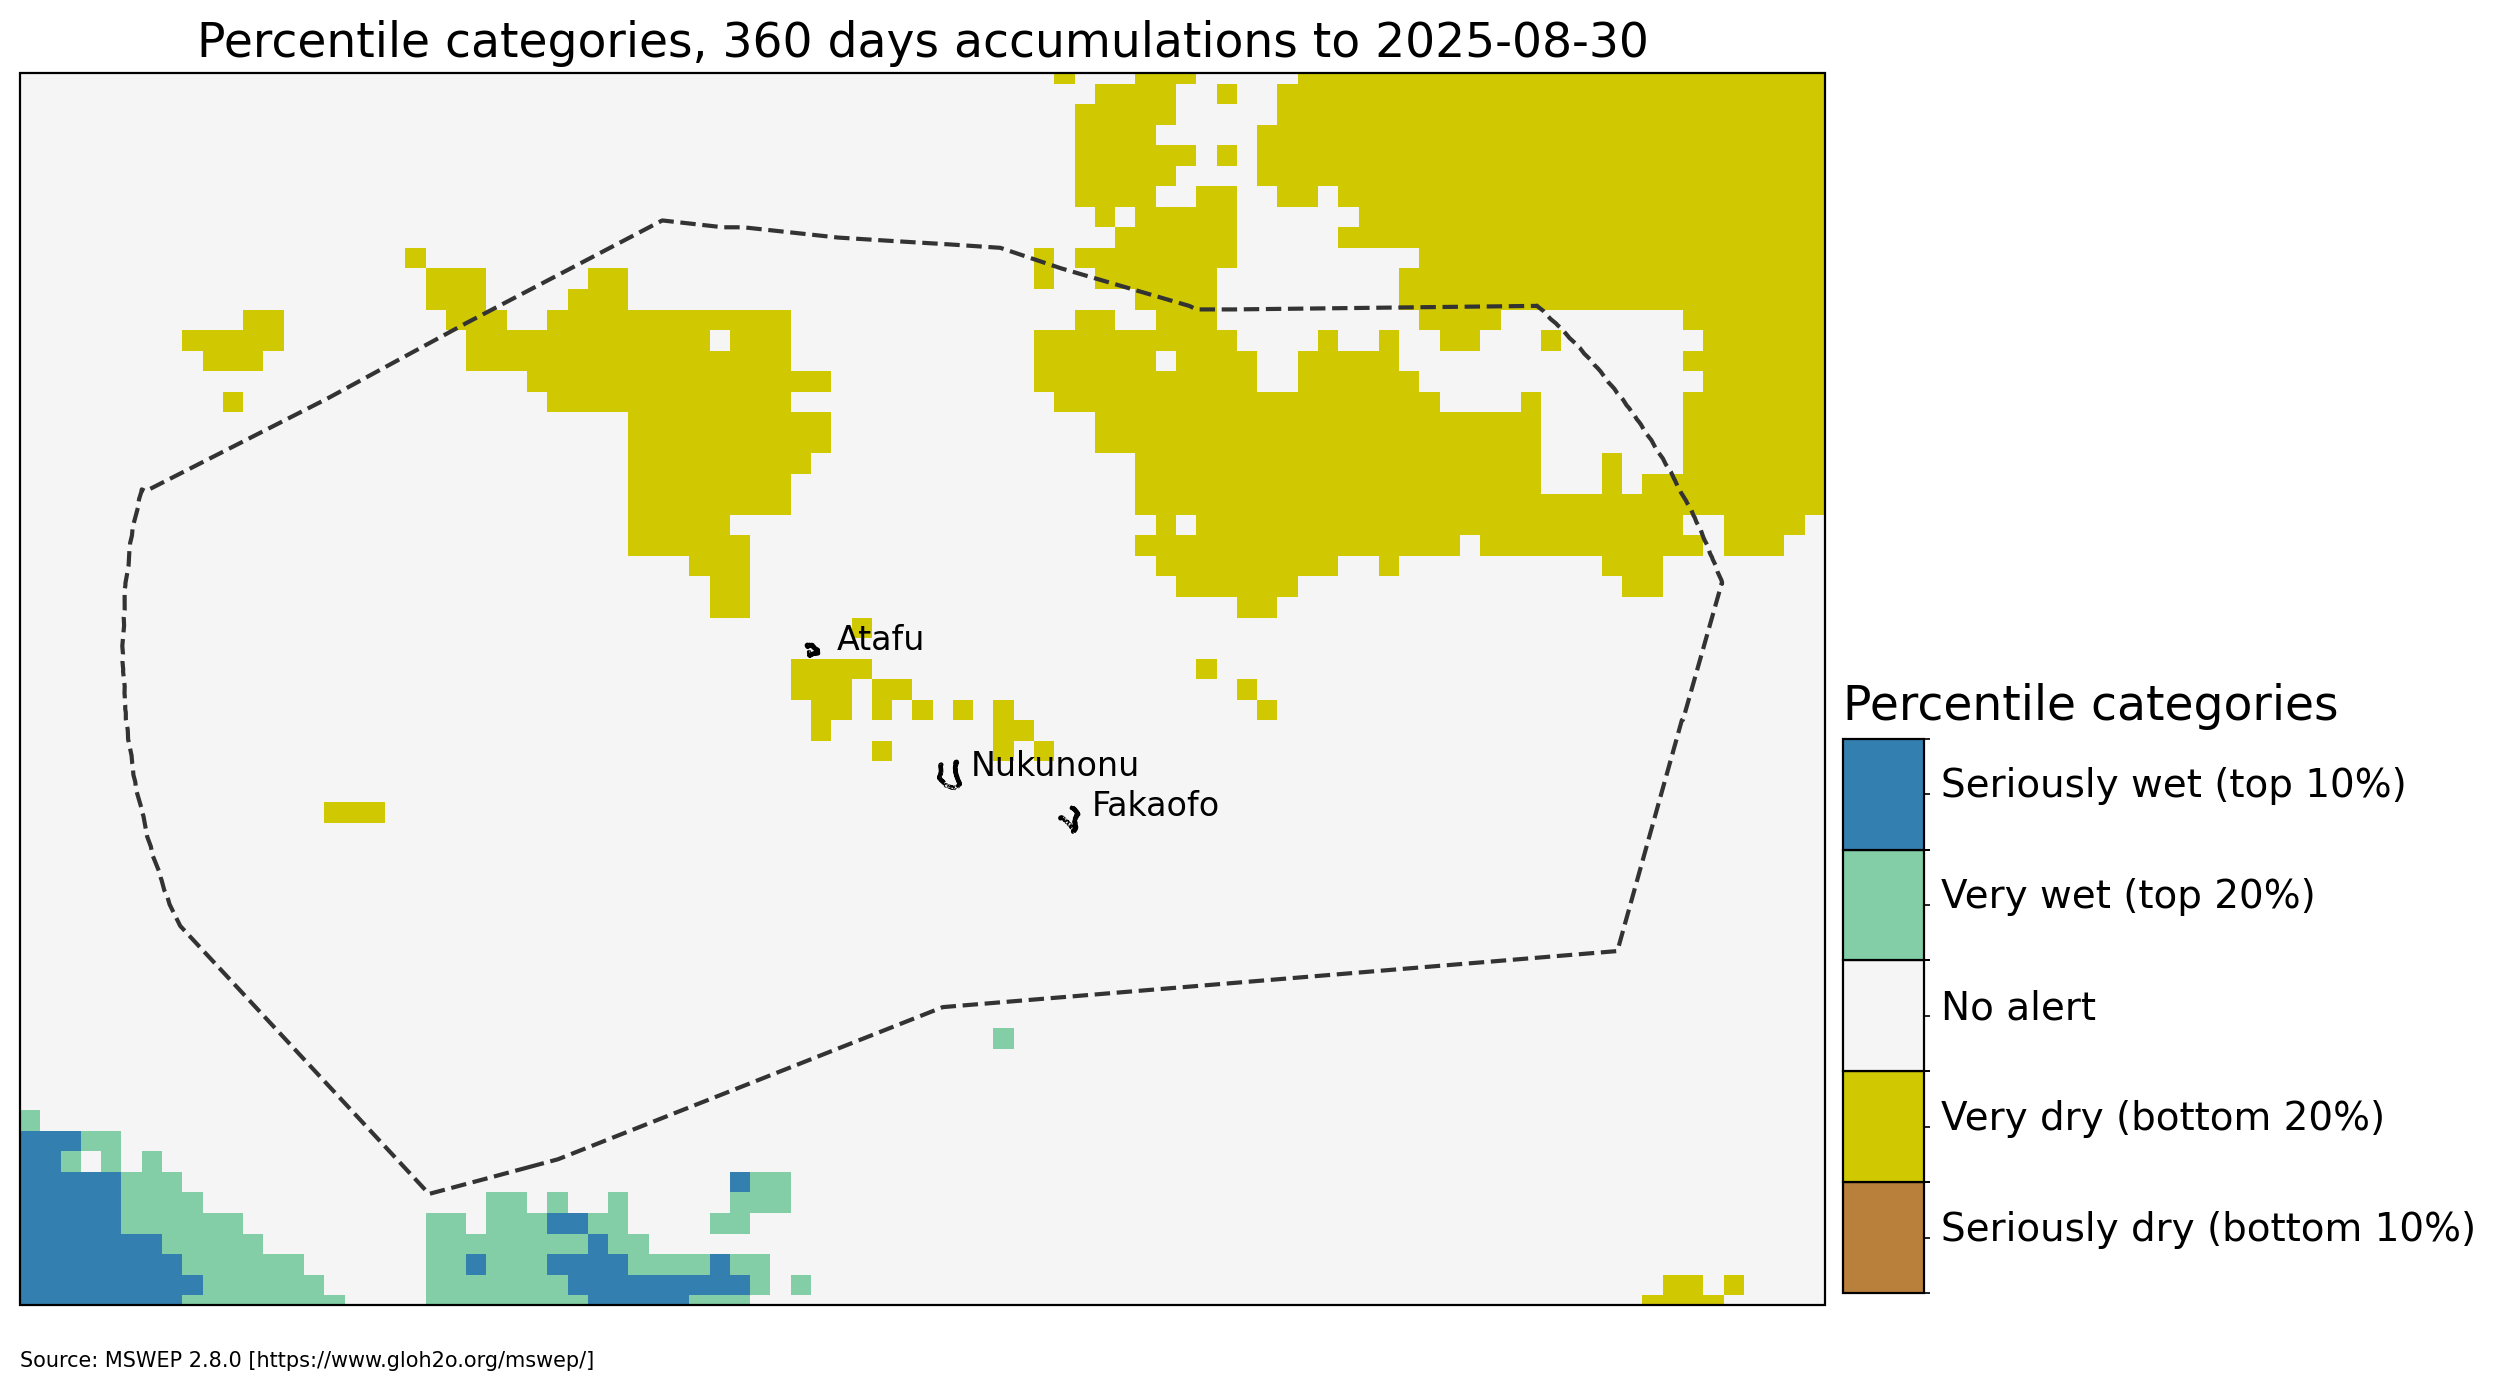 Percentile categories, 360 days accumulations to 2025-08-30
Atafu
Nukunonu
Fakaofo
Percentile categories
Seriously wet (top 10%)
Very wet (top 20%)
No alert
Very dry (bottom 20%)
Seriously dry (bottom 10%)
Source: MSWEP 2.8.0 [https://www.gloh2o.org/mswep/]